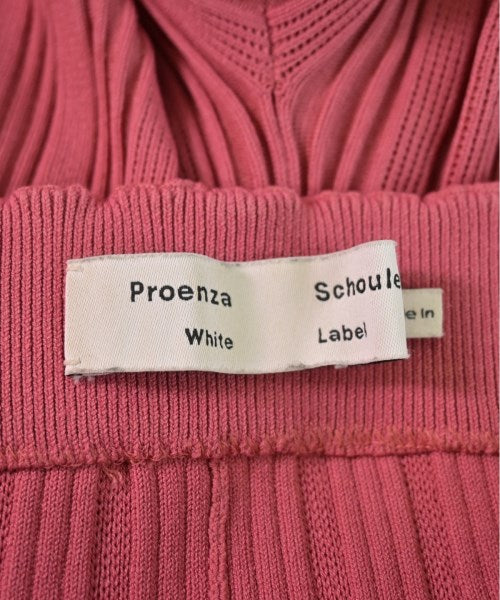 Proenza Schoule
White Label
e In